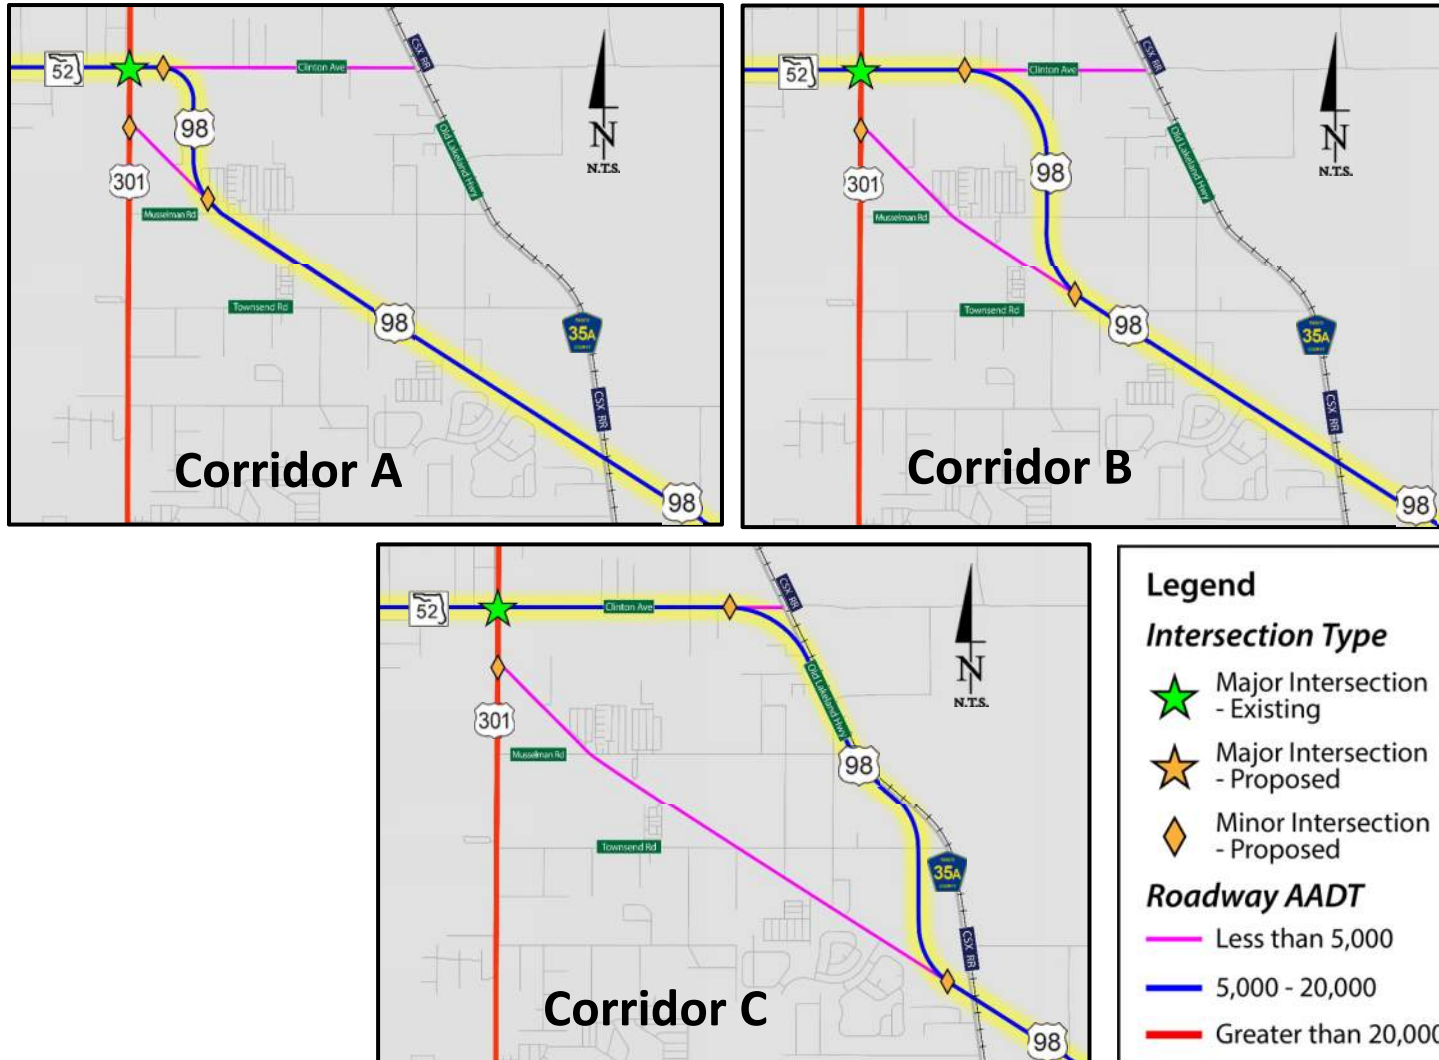 CSX RR
52
Clinton Ave
98
Old Lakeland Hwy
N
N.T.S.
301
Musselman Rd
Townsend Rd
98
35A
CSX RR
98
Corridor A
CSX RR
52
Clinton Ave
98
Old Lakeland Hwy
N
N.T.S.
301
Musselman Rd
Townsend Rd
98
35A
CSX RR
98
Corridor B
CSX RR
52
Clinton Ave
Old Lakeland Hwy
N
N.T.S.
301
Musselman Rd
98
Townsend Rd
35A
CSX RR
98
Corridor C
Legend
Intersection Type
Major Intersection
- Existing
Major Intersection
- Proposed
Minor Intersection
- Proposed
Roadway AADT
Less than 5,000
5,000 - 20,000
Greater than 20,000